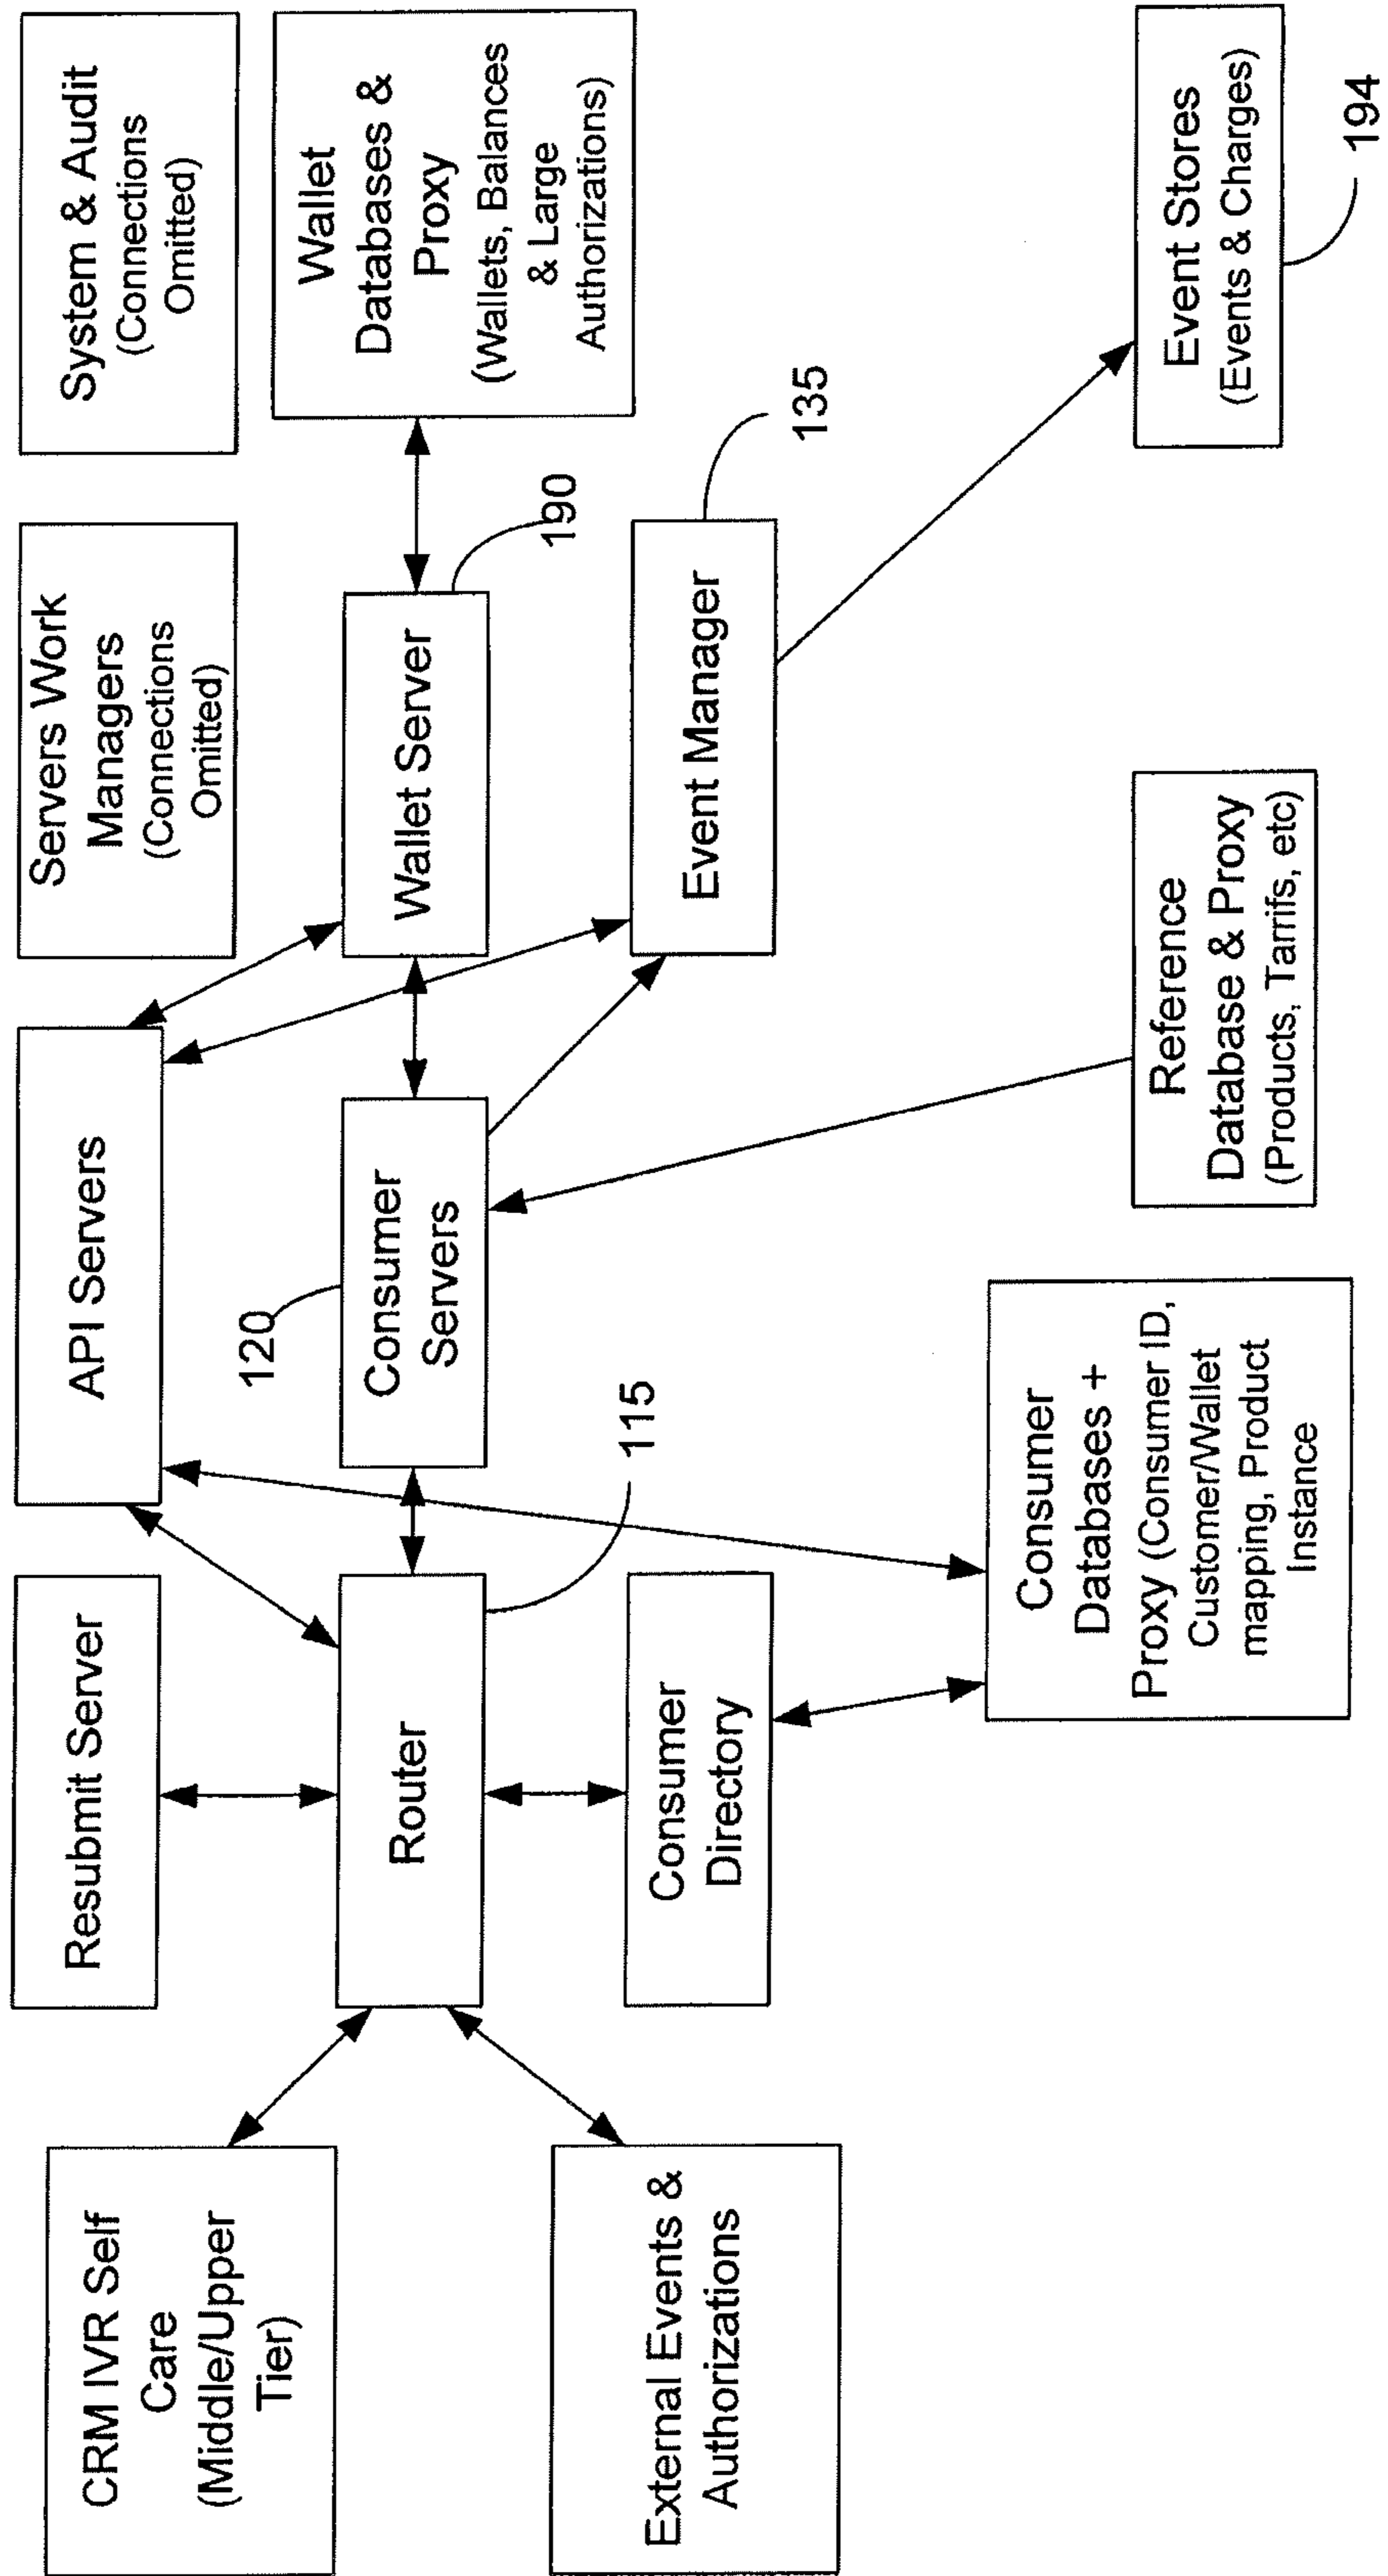 CRM IVR Self
Care
(Middle/Upper
Tier)
External Events &
Authorizations
Resubmit Server
Router
115
Consumer
Directory
API Servers
120
Consumer
Servers
Consumer
Databases +
Proxy (Consumer ID,
Customer/Wallet
mapping, Product
Instance
Servers Work
Managers
(Connections
Omitted)
Wallet Server
190
Event Manager
135
Reference
Database & Proxy
(Products, Tarrifs, etc)
System & Audit
(Connections
Omitted)
Wallet
Databases &
Proxy
(Wallets, Balances
& Large
Authorizations)
Event Stores
(Events & Charges)
194